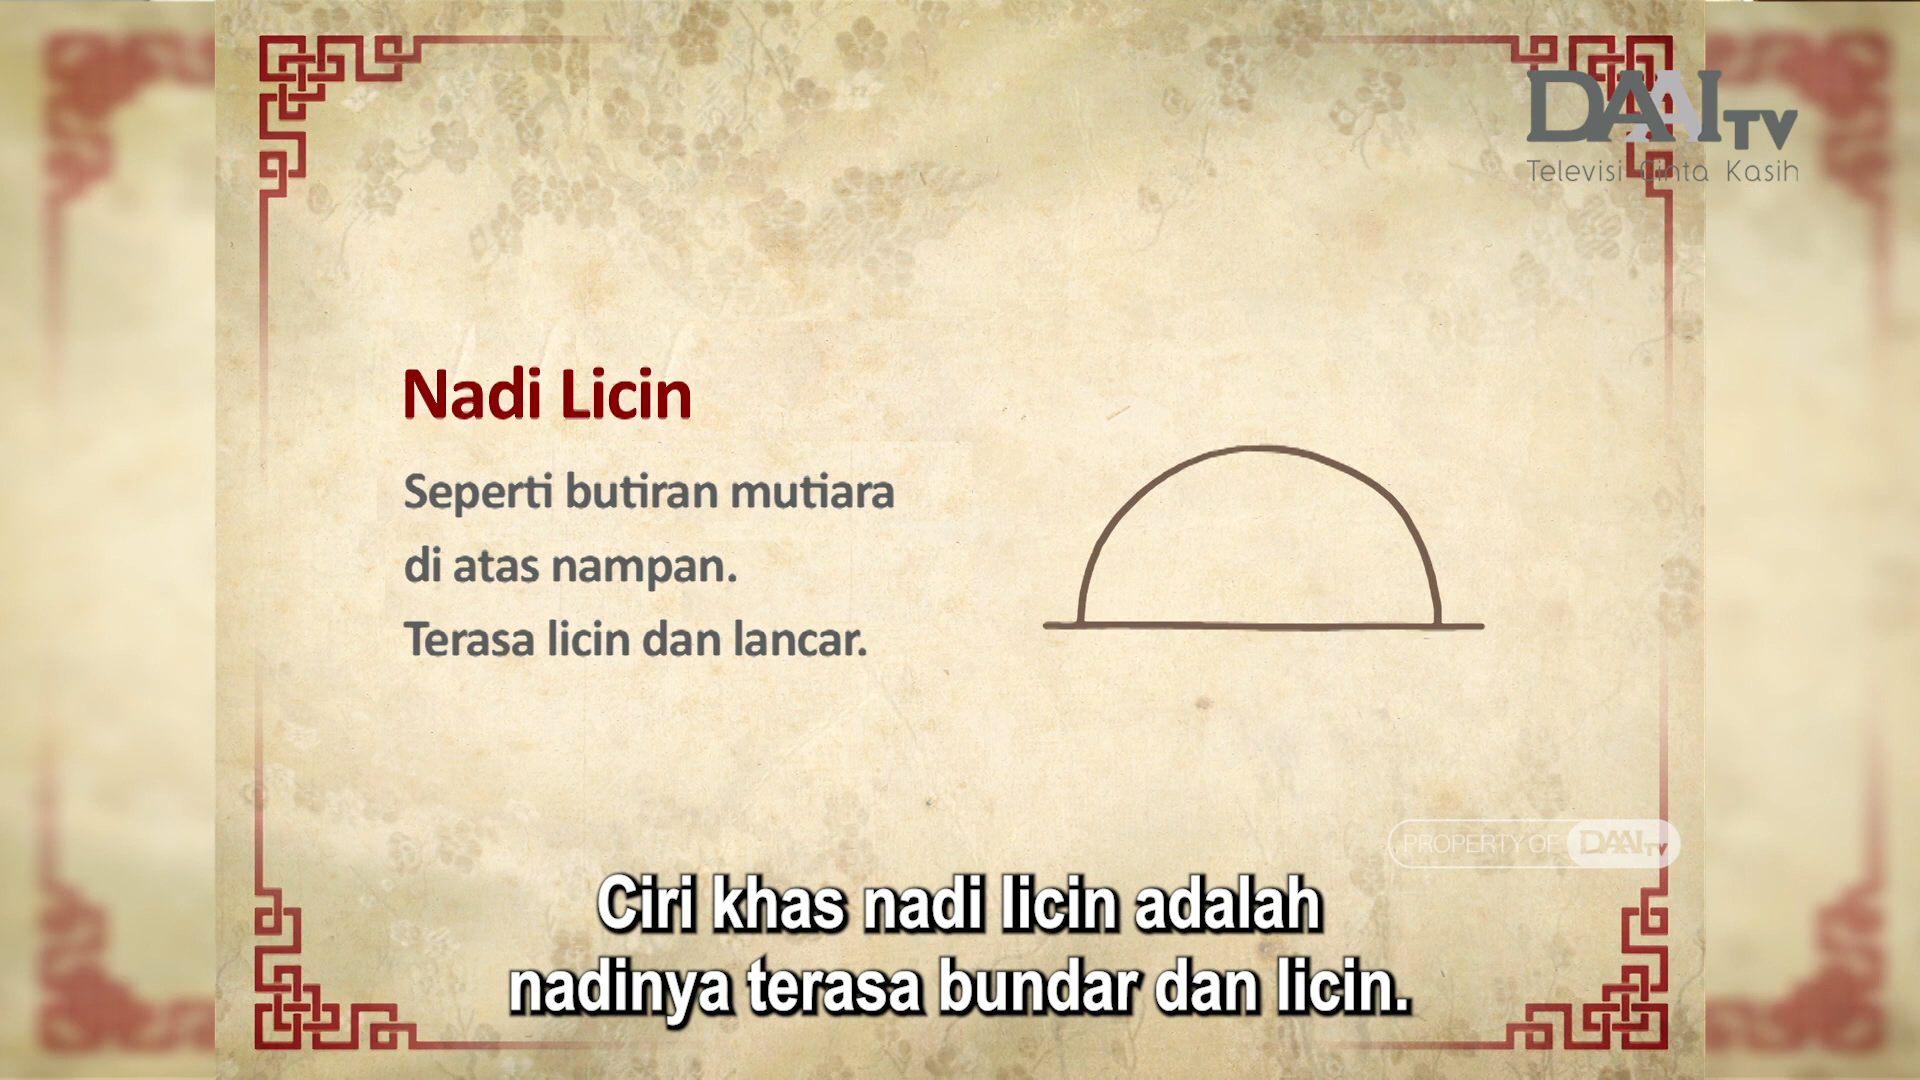 DAAI TV
Televisi Cinta Kasih
Nadi Licin
Seperti butiran mutiara
di atas nampan.
Terasa licin dan lancar.
PROPERTY OF DAAI TV
Ciri khas nadi licin adalah
nadinya terasa bundar dan licin.